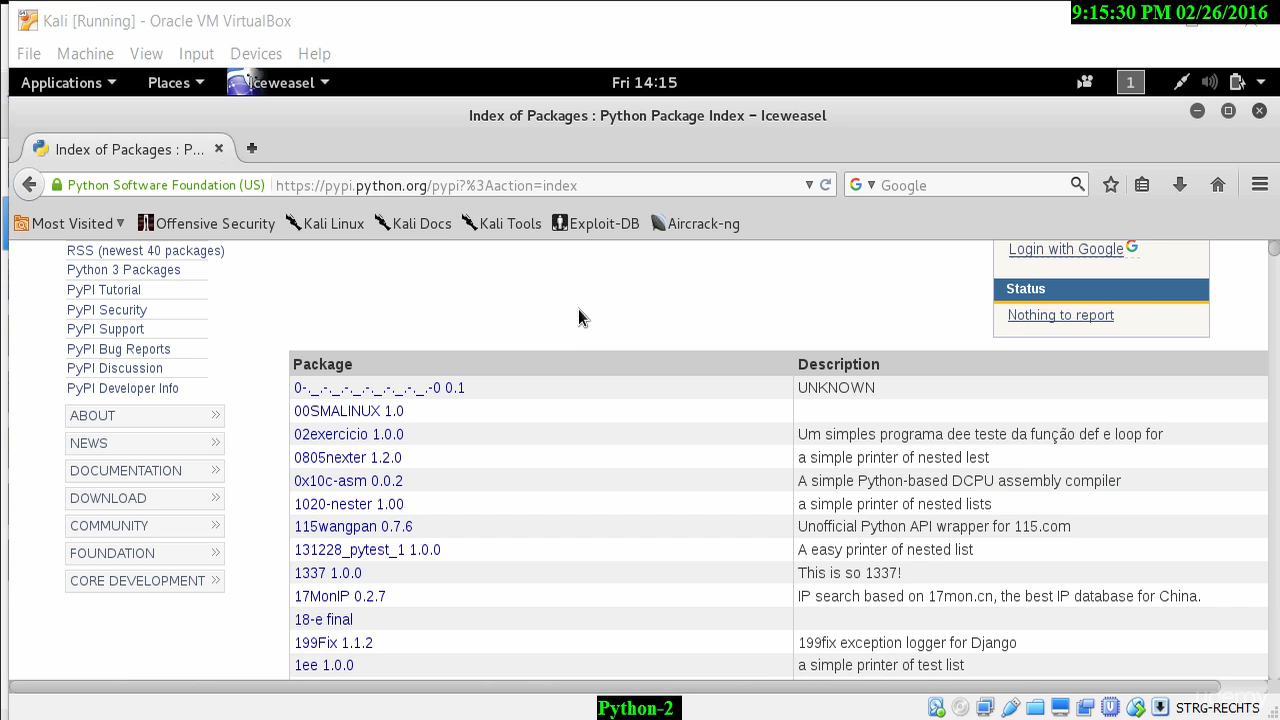 Kali [Running] - Oracle VM VirtualBox
9:15:30 PM 02/26/2016
File Machine View Input Devices Help
Applications Places Iceweasel Fri 14:15 1
Index of Packages : Python Package Index – Iceweasel
Index of Packages : P...
Python Software Foundation (US) https://pypi.python.org/pypi?%3Aaction=index Google
Most Visited Offensive Security Kali Linux Kali Docs Kali Tools Exploit-DB Aircrack-ng
RSS (newest 40 packages)
Python 3 Packages
PyPI Tutorial
PyPI Security
PyPI Support
PyPI Bug Reports
PyPI Discussion
PyPI Developer Info
ABOUT
NEWS
DOCUMENTATION
DOWNLOAD
COMMUNITY
FOUNDATION
CORE DEVELOPMENT
Login with Google
Status
Nothing to report
Package Description
0-._.-._.-._.-._.-._.-._.-0 0.1 UNKNOWN
00SMALINUX 1.0
02exercicio 1.0.0 Um simples programa dee teste da função def e loop for
0805nexter 1.2.0 a simple printer of nested lest
0x10c-asm 0.0.2 A simple Python-based DCPU assembly compiler
1020-nester 1.00 a simple printer of nested lists
115wangpan 0.7.6 Unofficial Python API wrapper for 115.com
131228_pytest_1 1.0.0 A easy printer of nested list
1337 1.0.0 This is so 1337!
17MonIP 0.2.7 IP search based on 17mon.cn, the best IP database for China.
18-e final
199Fix 1.1.2 199fix exception logger for Django
1ee 1.0.0 a simple printer of test list
udemy
Python-2
STRG-RECHTS